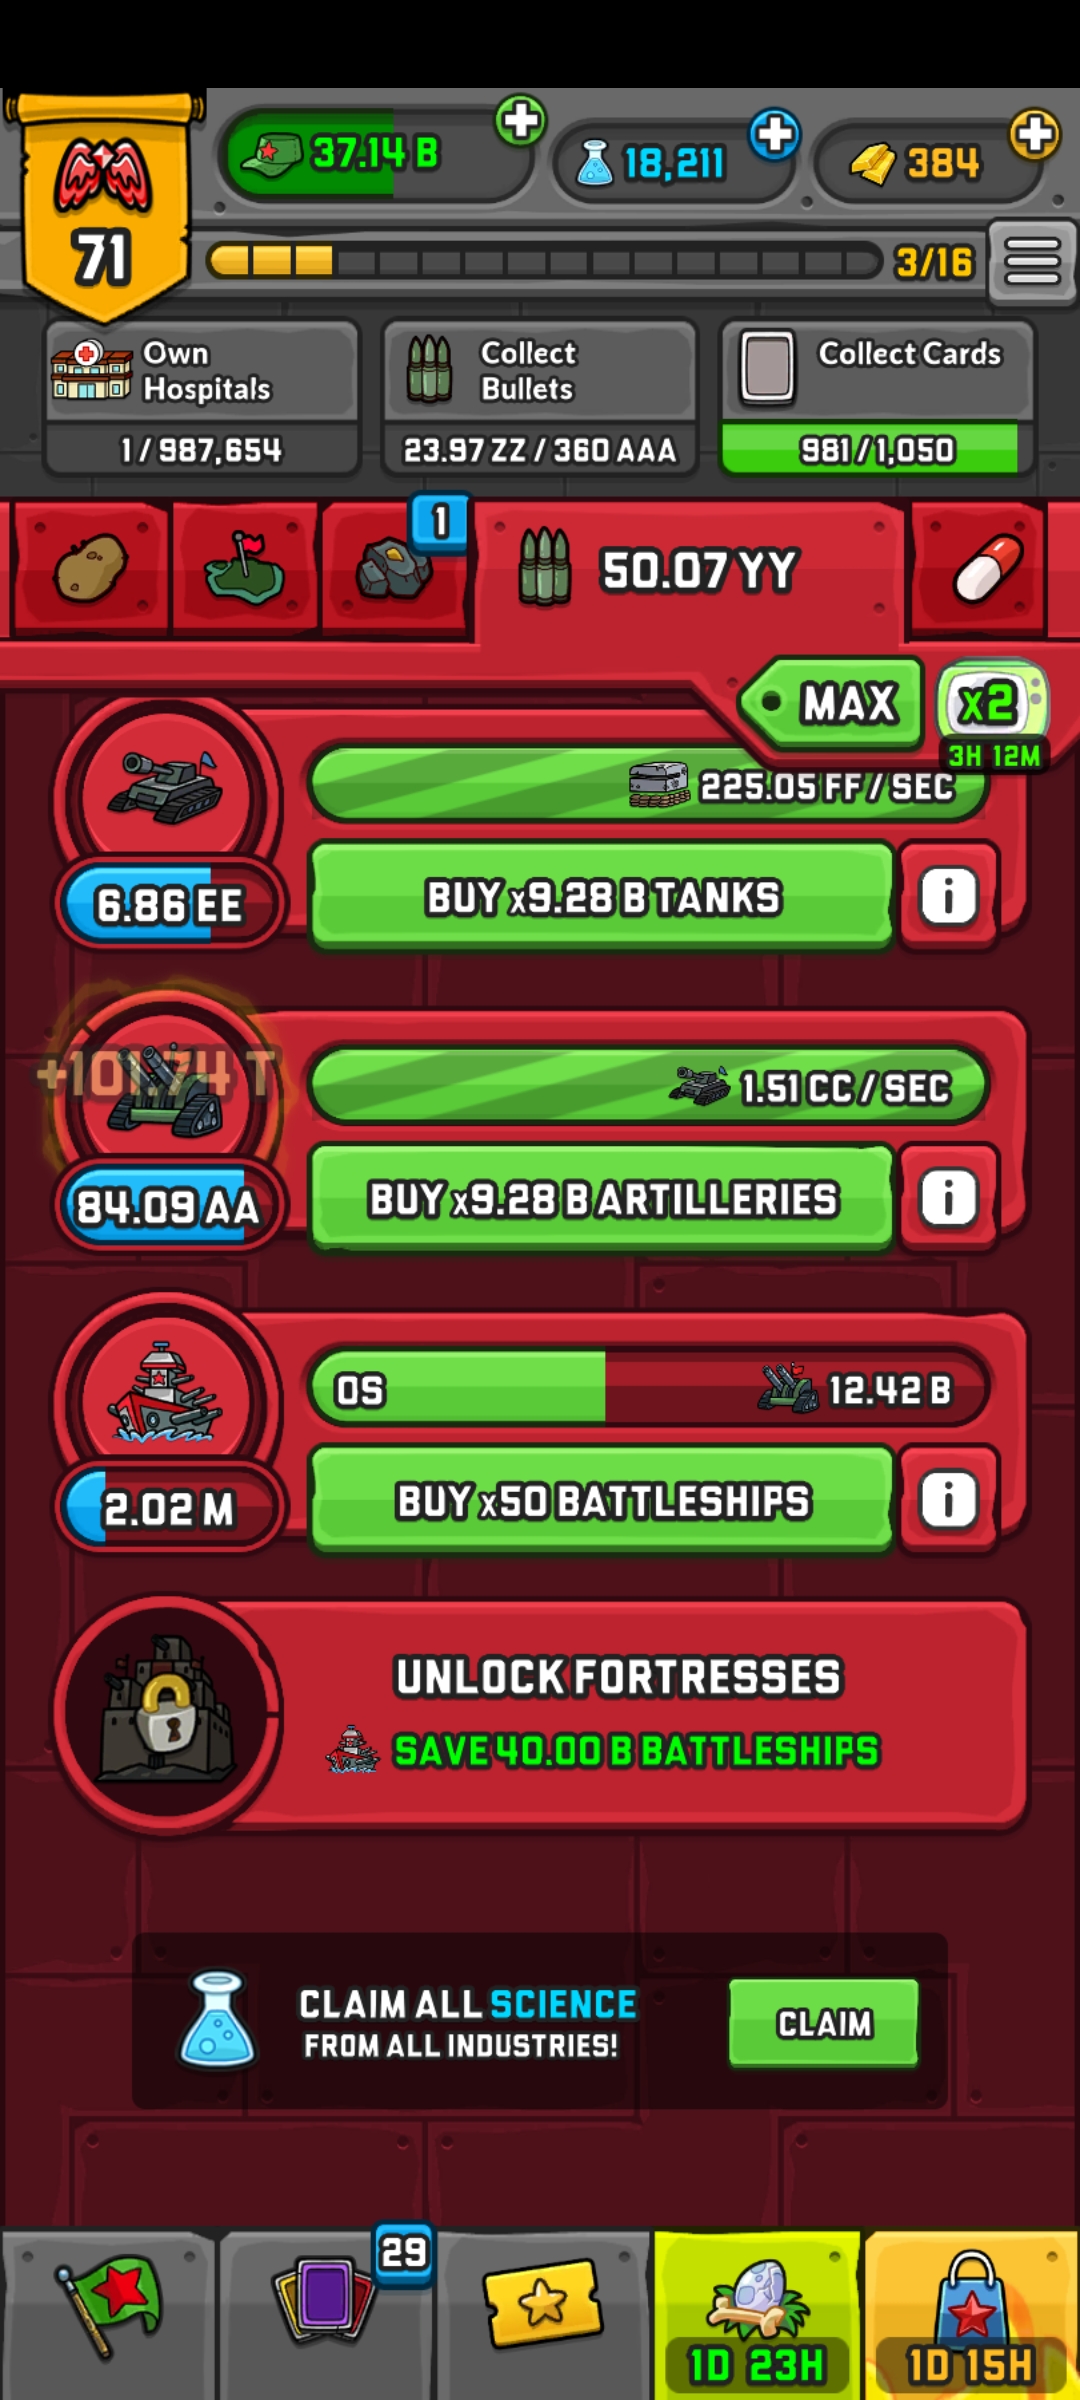 37.14 B
18,211
384
71
3/16
Own
Hospitals
1 / 987,654
Collect
Bullets
23.97 ZZ / 360 AAA
Collect Cards
981 / 1,050
1
50.07 YY
MAX
x2
3H 12M
225.05 FF / SEC
6.86 EE
BUY x9.28 B TANKS
i
+101.74 T
1.51 CC / SEC
84.09 AA
BUY x9.28 B ARTILLERIES
i
0S
12.42 B
2.02 M
BUY x50 BATTLESHIPS
i
UNLOCK FORTRESSES
SAVE 40.00 B BATTLESHIPS
CLAIM ALL SCIENCE
FROM ALL INDUSTRIES!
CLAIM
29
1D 23H
1D 15H